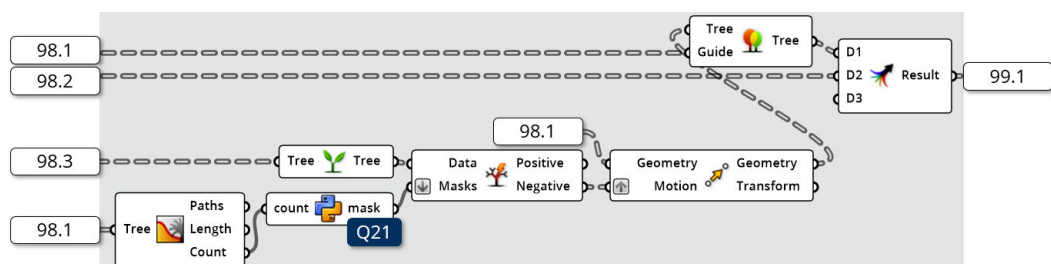 98.1
98.2
98.3
98.1
Tree
Guide
Tree
D1
D2
D3
Result
99.1
98.1
Tree
Tree
Data
Masks
Positive
Negative
Geometry
Motion
Geometry
Transform
count
mask
Q21
Tree
Paths
Length
Count